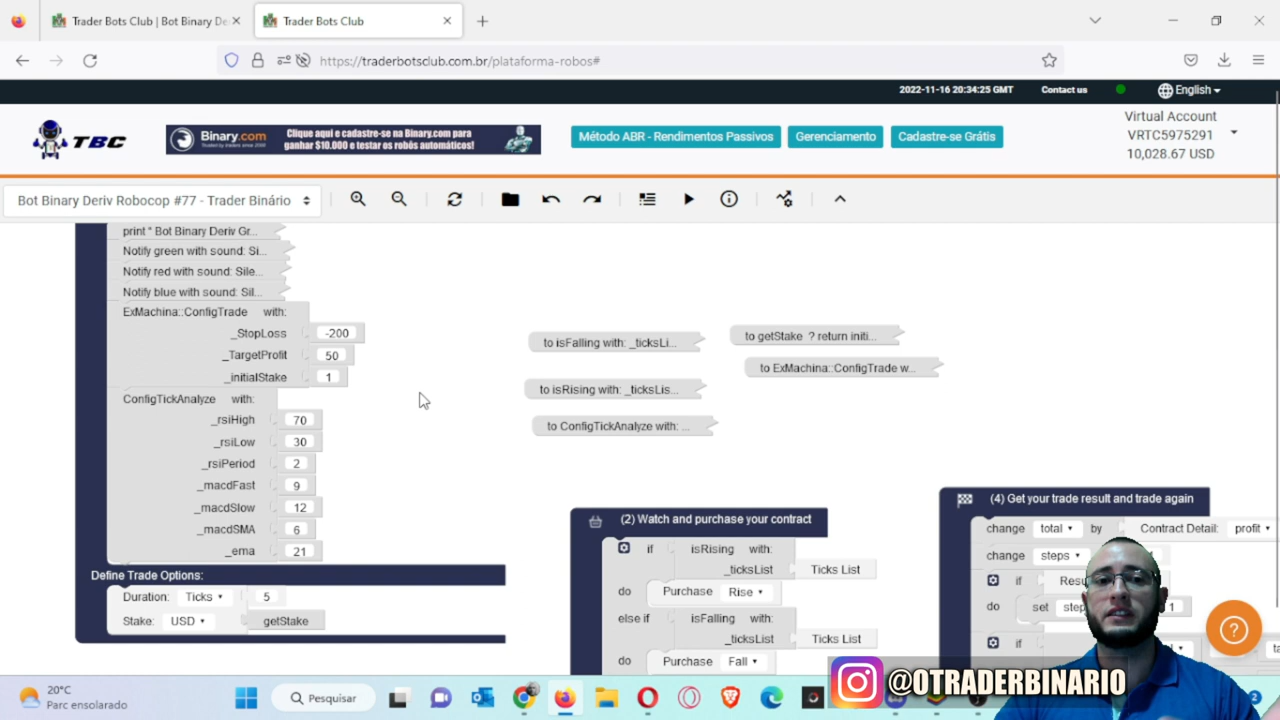 Trader Bots Club | Bot Binary De
Trader Bots Club
https://traderbotsclub.com.br/plataforma-robos#
2022-11-16 20:34:25 GMT
Contact us
English
TBC
Binary.com
Clique aqui e cadastre-se na Binary.com para
ganhar $10.000 e testar os robôs automáticos!
Método ABR - Rendimentos Passivos
Gerenciamento
Cadastre-se Grátis
Virtual Account
VRTC5975291
10,028.67 USD
Bot Binary Deriv Robocop #77 - Trader Binário
print " Bot Binary Deriv Gr...
Notify green with sound: Si...
Notify red with sound: Sile...
Notify blue with sound: Sil...
ExMachina::ConfigTrade with:
_StopLoss -200
_TargetProfit 50
_initialStake 1
ConfigTickAnalyze with:
_rsiHigh 70
_rsiLow 30
_rsiPeriod 2
_macdFast 9
_macdSlow 12
_macdSMA 6
_ema 21
Define Trade Options:
Duration: Ticks 5
Stake: USD getStake
to isFalling with: _ticksLi...
to isRising with: _ticksLis...
to ConfigTickAnalyze with: ...
to getStake ? return initi...
to ExMachina::ConfigTrade w...
(2) Watch and purchase your contract
if isRising with:
_ticksList Ticks List
do Purchase Rise
else if isFalling with:
_ticksList Ticks List
do Purchase Fall
(4) Get your trade result and trade again
change total by Contract Detail: profit
change steps
if Resu
do set step 1
if
@OTRADERBINARIO
20°C
Parc ensolarado
Pesquisar
2